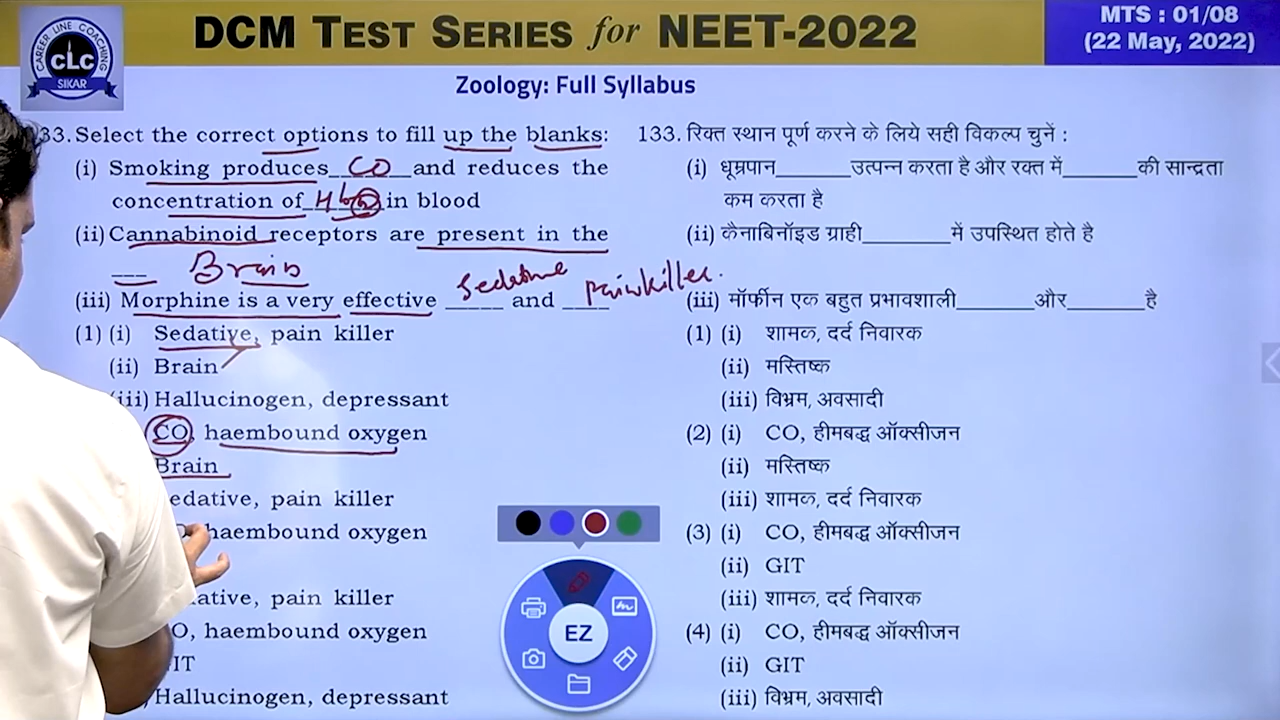 CAREER LINE COACHING
CLC
SIKAR
DCM TEST SERIES for NEET-2022
MTS : 01/08
(22 May, 2022)
Zoology: Full Syllabus
33. Select the correct options to fill up the blanks:
(i) Smoking produces CO and reduces the
concentration of in blood
(ii) Cannabinoid receptors are present in the
___ Brain
(iii) Morphine is a very effective _____ and ____
Sedative Painkiller.
(1) (i) Sedative, pain killer
(ii) Brain
(iii) Hallucinogen, depressant
CO, haembound oxygen
Brain
edative, pain killer
haembound oxygen
ative, pain killer
O, haembound oxygen
GIT
Hallucinogen, depressant
133. रिक्त स्थान पूर्ण करने के लिये सही विकल्प चुनें :
(i) धूम्रपान_______उत्पन्न करता है और रक्त में_______की सान्द्रता
कम करता है
(ii) कैनाबिनॉइड ग्राही________में उपस्थित होते है
(iii) मॉर्फीन एक बहुत प्रभावशाली_______और_______है
(1) (i) शामक, दर्द निवारक
(ii) मस्तिष्क
(iii) विभ्रम, अवसादी
(2) (i) CO, हीमबद्ध ऑक्सीजन
(ii) मस्तिष्क
(iii) शामक, दर्द निवारक
(3) (i) CO, हीमबद्ध ऑक्सीजन
(ii) GIT
(iii) शामक, दर्द निवारक
(4) (i) CO, हीमबद्ध ऑक्सीजन
(ii) GIT
(iii) विभ्रम, अवसादी
EZ